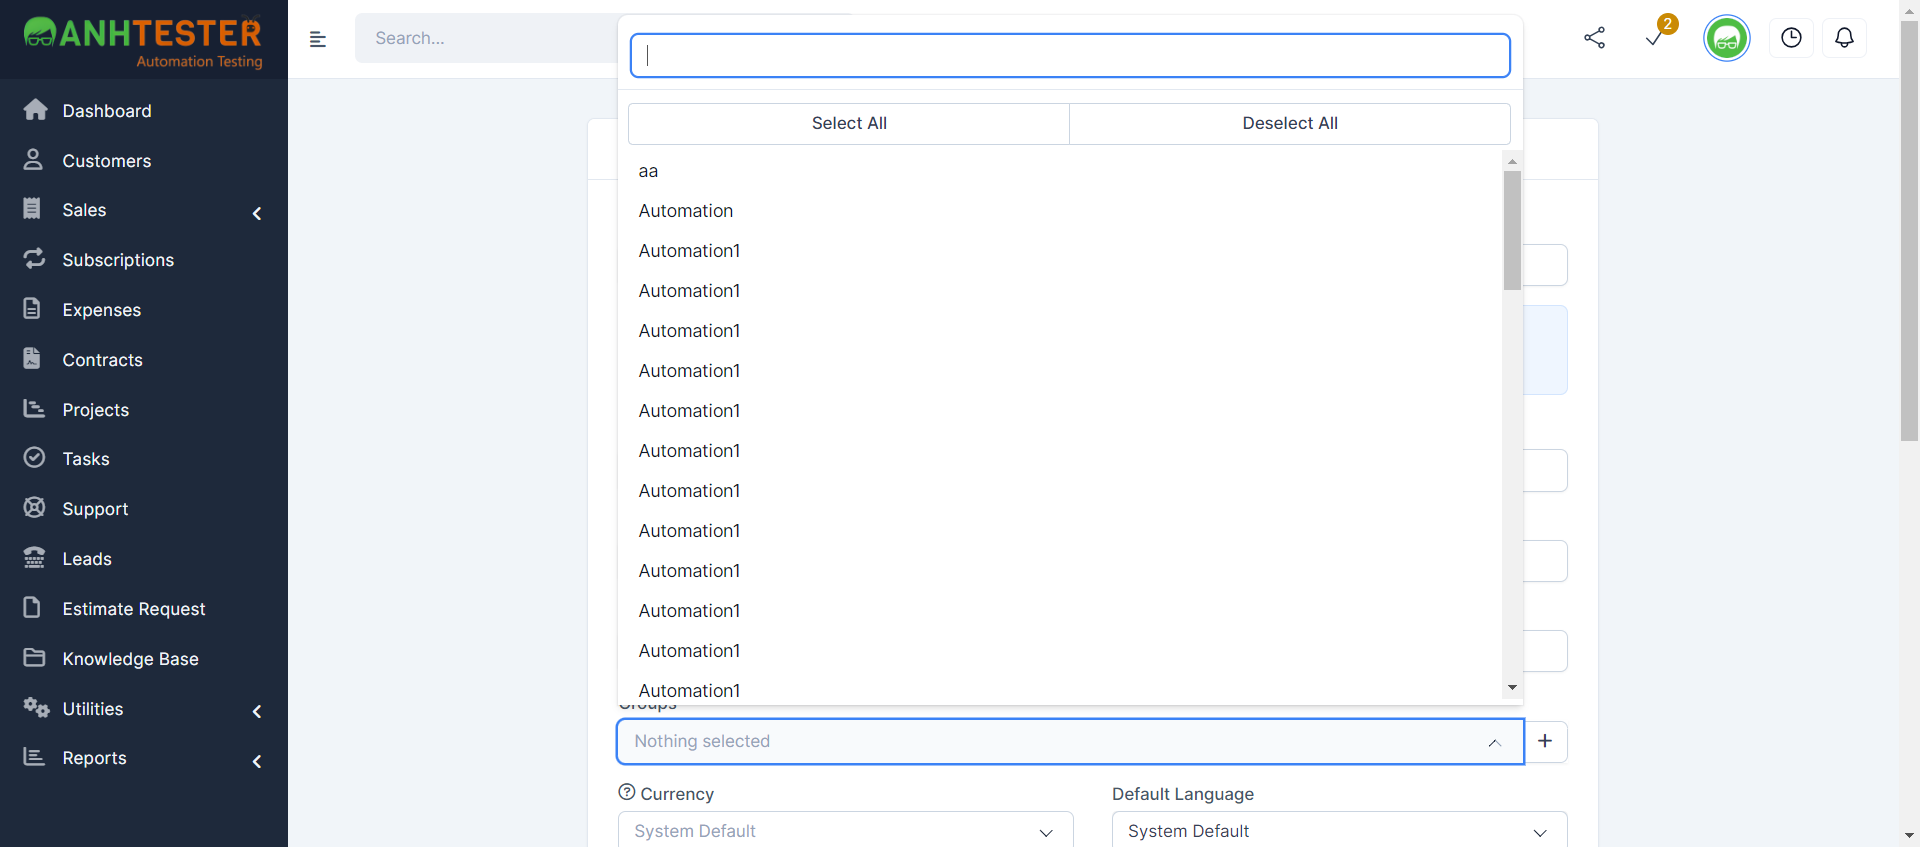 ANHTESTER
Automation Testing
Search...
2
Dashboard
Customers
Sales
Subscriptions
Expenses
Contracts
Projects
Tasks
Support
Leads
Estimate Request
Knowledge Base
Utilities
Reports
Select All
Deselect All
aa
Automation
Automation1
Automation1
Automation1
Automation1
Automation1
Automation1
Automation1
Automation1
Automation1
Automation1
Automation1
Automation1
Groups
Nothing selected
Currency
System Default
Default Language
System Default